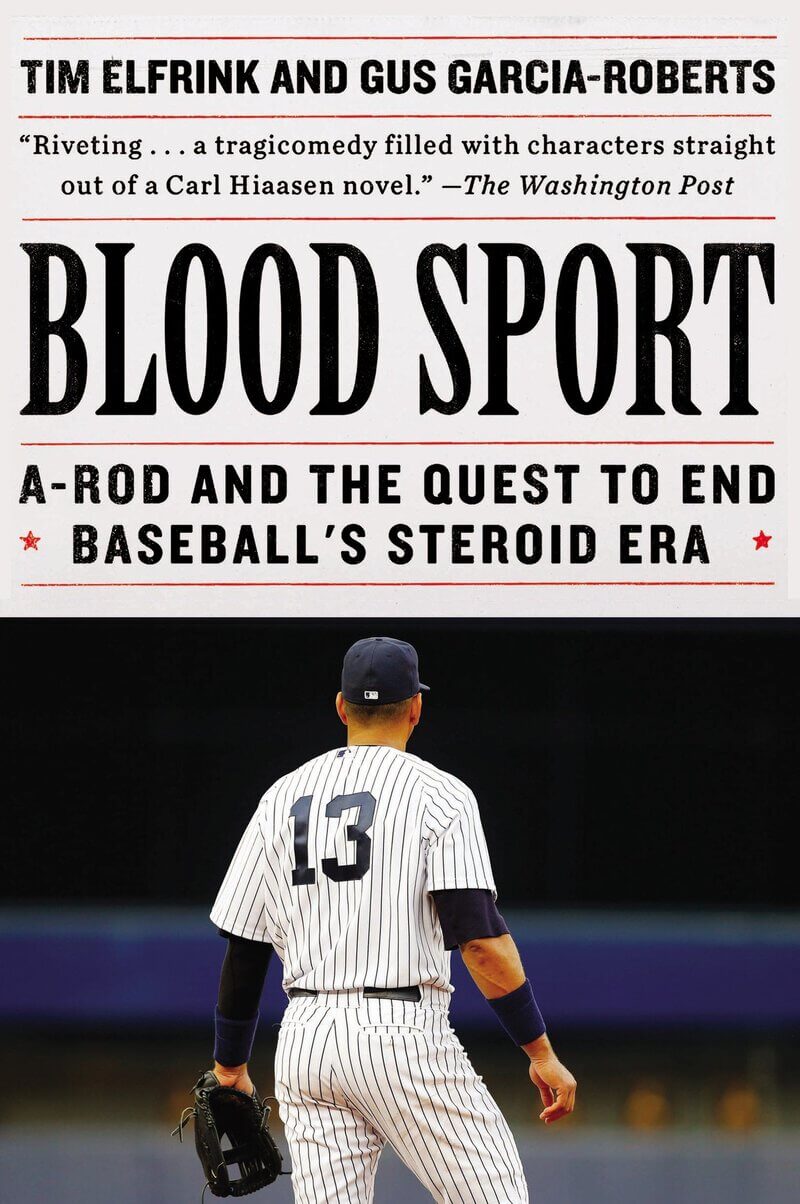 TIM ELFRINK AND GUS GARCIA-ROBERTS
“Riveting . . . a tragicomedy filled with characters straight
out of a Carl Hiaasen novel.” —The Washington Post
BLOOD SPORT
A-ROD AND THE QUEST TO END
BASEBALL’S STEROID ERA
13